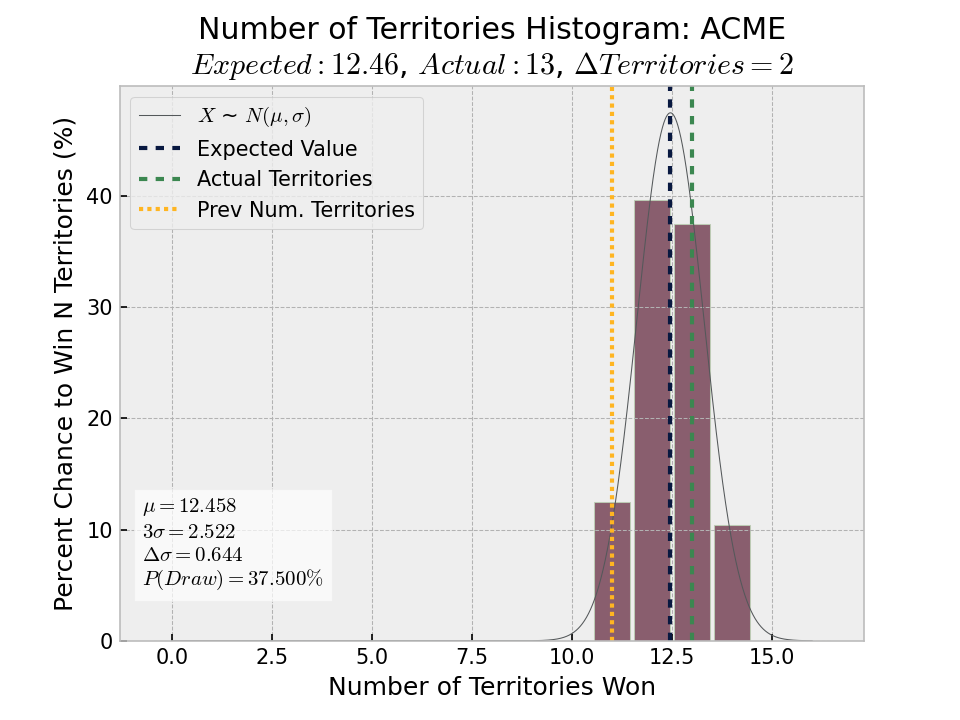 Number of Territories Histogram: ACME
Expected : 12.46, Actual : 13, ΔTerritories = 2
Percent Chance to Win N Territories (%)
X ~ N(μ, σ)
Expected Value
Actual Territories
Prev Num. Territories
40
30
20
10
0
μ = 12.458
3σ = 2.522
Δσ = 0.644
P(Draw) = 37.500%
0.0 2.5 5.0 7.5 10.0 12.5 15.0
Number of Territories Won